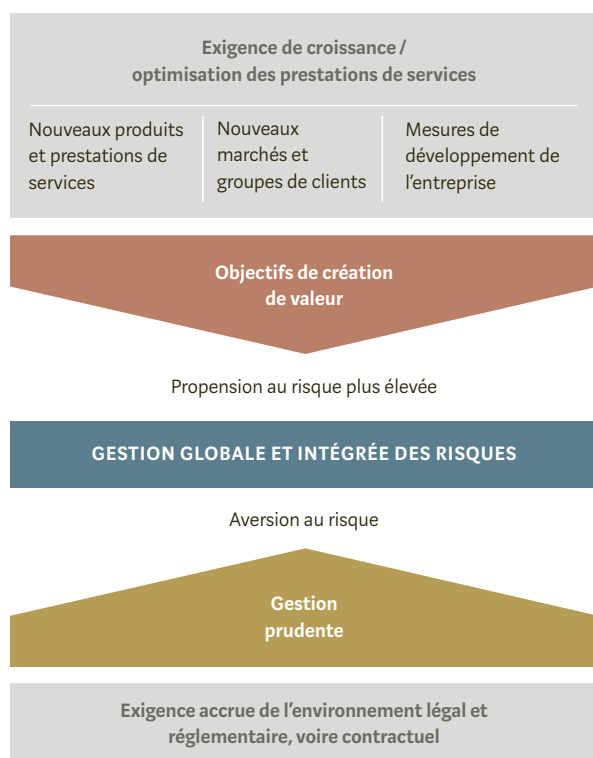 Exigence de croissance /
optimisation des prestations de services
Nouveaux produits
et prestations de
services
Nouveaux
marchés et
groupes de clients
Mesures de
développement de
l'entreprise
Objectifs de création
de valeur
Propension au risque plus élevée
GESTION GLOBALE ET INTÉGRÉE DES RISQUES
Aversion au risque
Gestion
prudente
Exigence accrue de l'environnement légal et
réglementaire, voire contractuel